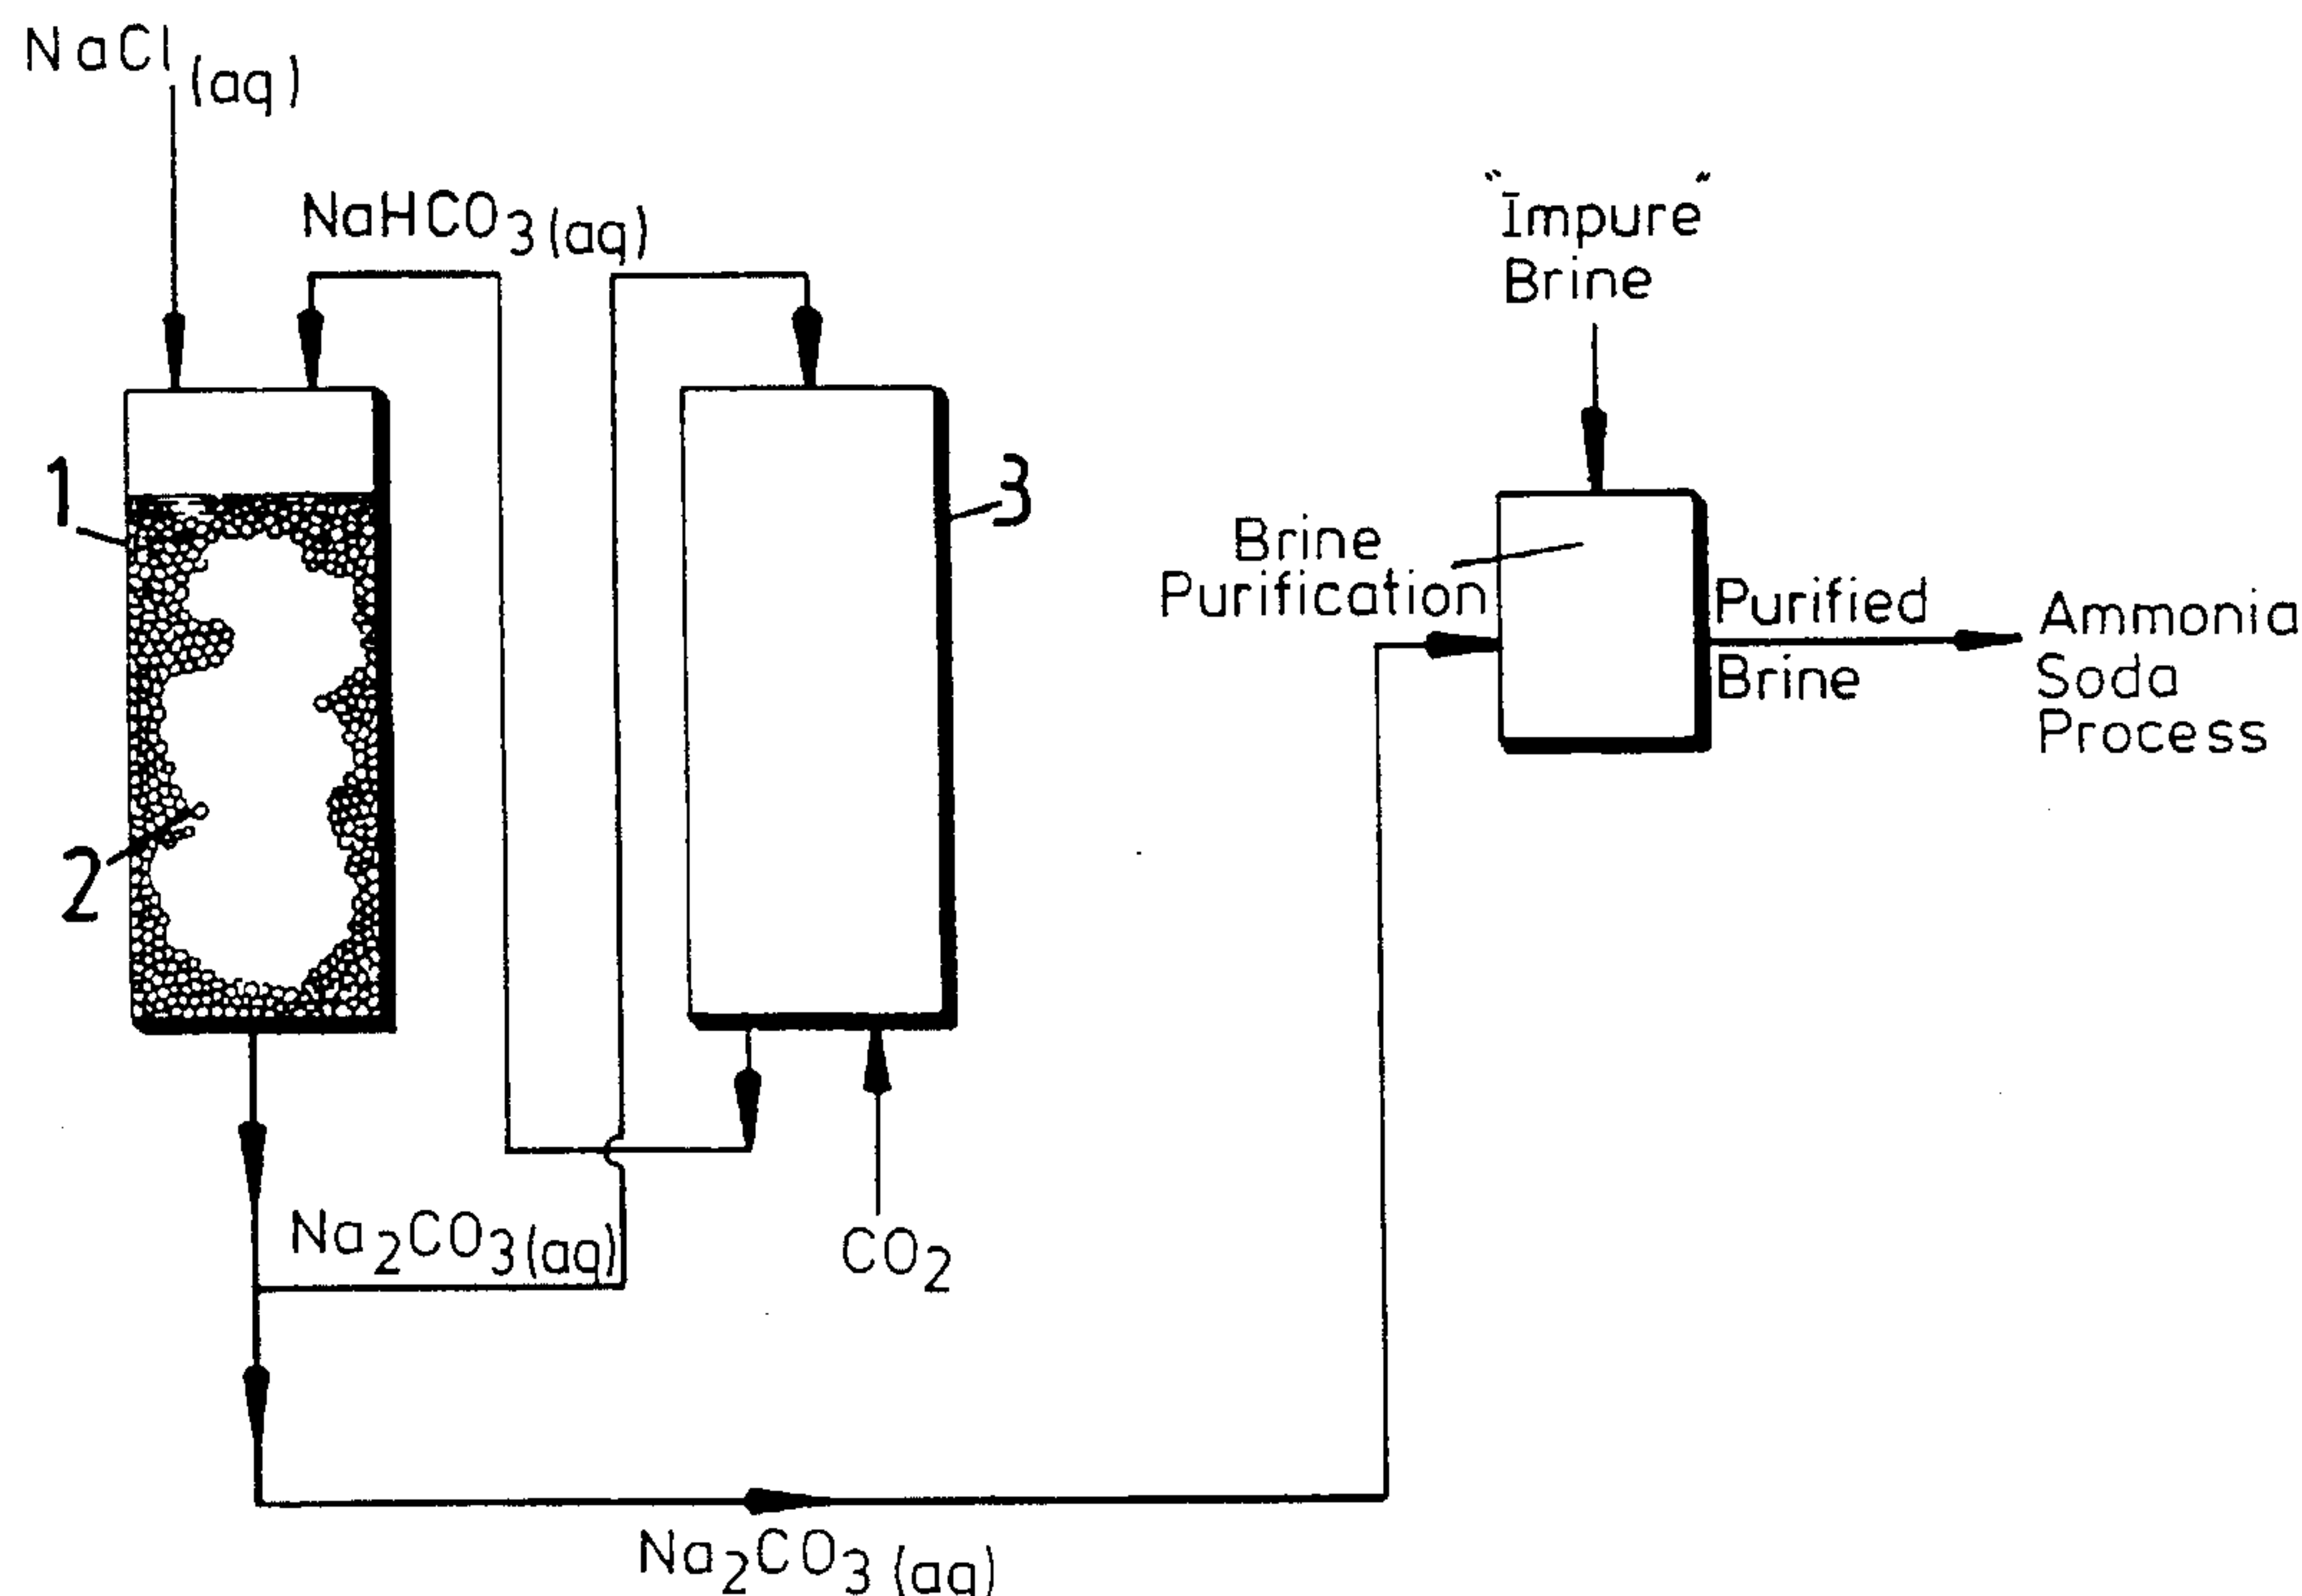 NaCl(aq)
NaHCO3(aq)
1
2
3
Na2CO3(aq)
CO2
Na2CO3(aq)
"Impure"
Brine
Brine
Purification
Purified
Brine
Ammonia
Soda
Process